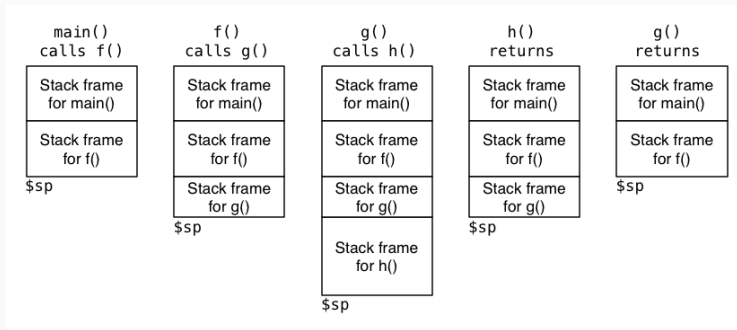 main()
calls f()
Stack frame
for main()
Stack frame
for f()
$sp
f()
calls g()
Stack frame
for main()
Stack frame
for f()
Stack frame
for g()
$sp
g()
calls h()
Stack frame
for main()
Stack frame
for f()
Stack frame
for g()
Stack frame
for h()
$sp
h()
returns
Stack frame
for main()
Stack frame
for f()
Stack frame
for g()
$sp
g()
returns
Stack frame
for main()
Stack frame
for f()
$sp